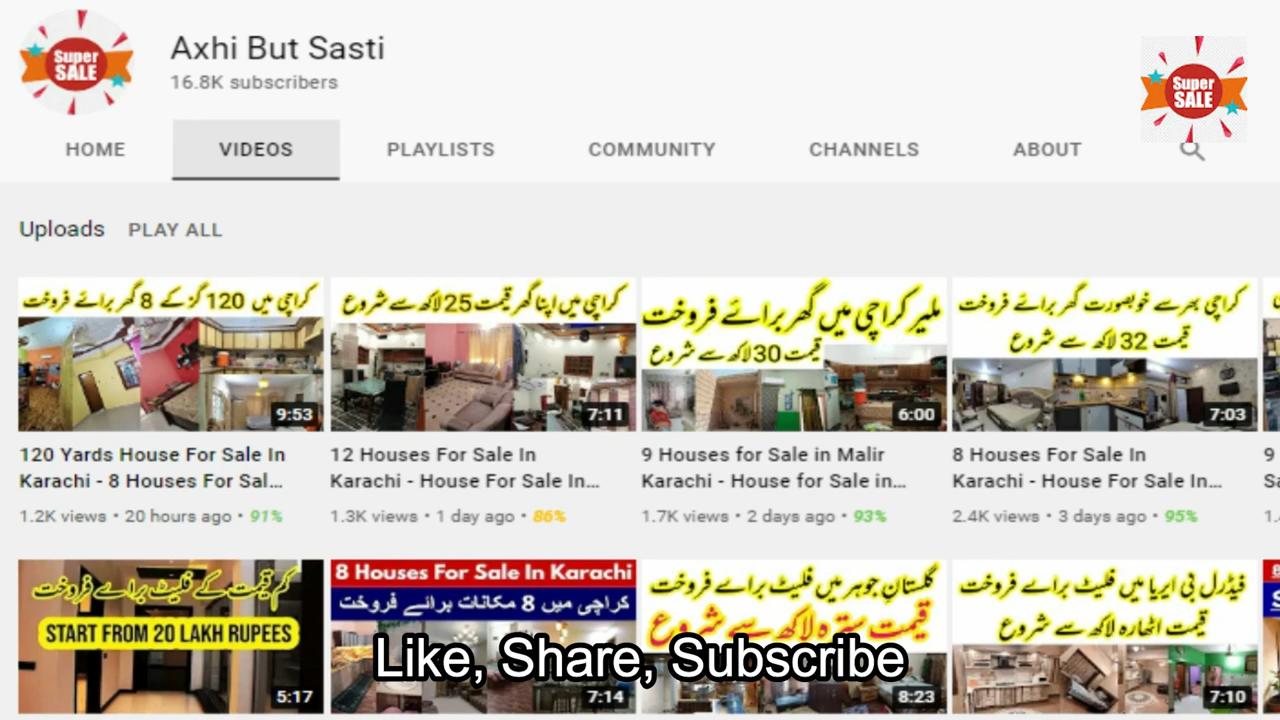 Super
SALE
Axhi But Sasti
16.8K subscribers
Super
SALE
HOME
VIDEOS
PLAYLISTS
COMMUNITY
CHANNELS
ABOUT
Uploads
PLAY ALL
کراچی میں 120 گز کے 8 گھر برائے فروخت
9:53
120 Yards House For Sale In
Karachi - 8 Houses For Sal...
1.2K views • 20 hours ago • 91%
کراچی میں اپنا گھر قیمت 25 لاکھ سے شروع
7:11
12 Houses For Sale In
Karachi - House For Sale In...
1.3K views • 1 day ago • 86%
ملیر کراچی میں گھر برائے فروخت
قیمت 30 لاکھ سے شروع
6:00
9 Houses for Sale in Malir
Karachi - House for Sale in...
1.7K views • 2 days ago • 93%
کراچی بھر سے خوبصورت گھر برائے فروخت
قیمت 32 لاکھ سے شروع
7:03
8 Houses For Sale In
Karachi - House For Sale In...
2.4K views • 3 days ago • 95%
9
1.
کم قیمت کے فلیٹ براے فروخت
START FROM 20 LAKH RUPEES
5:17
8 Houses For Sale In Karachi
کراچی میں 8 مکانات برائے فروخت
7:14
گلستان جوہر میں فلیٹ براے فروخت
قیمت سترہ لاکھ سے شروع
8:23
فیڈرل بی ایریا میں فلیٹ براے فروخت
قیمت اٹھارہ لاکھ سے شروع
7:10
Like, Share, Subscribe